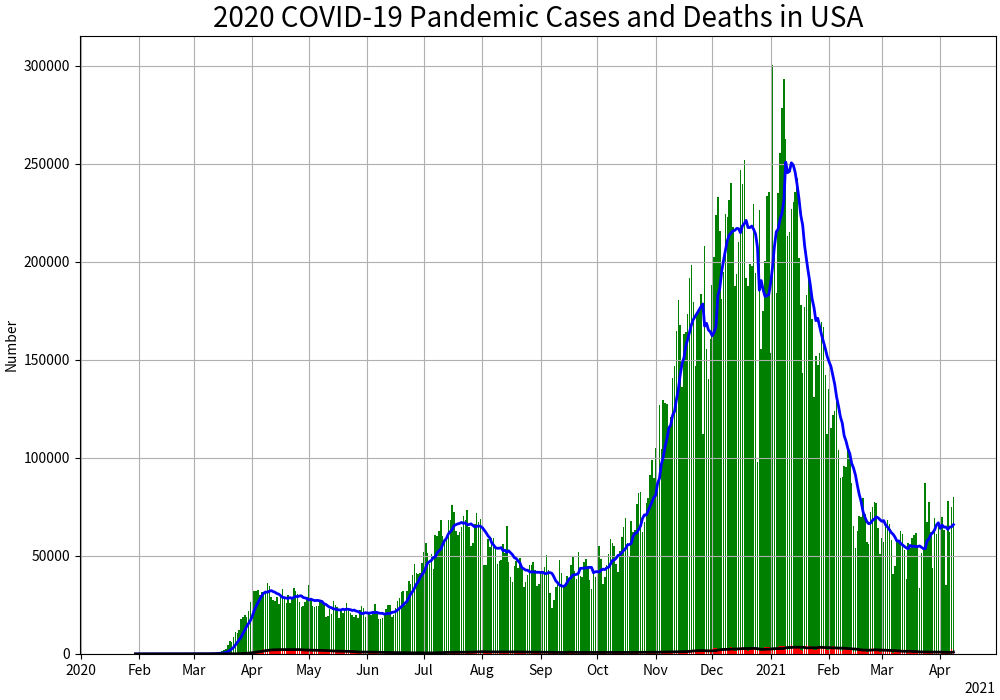 2020 COVID-19 Pandemic Cases and Deaths in USA
300000
250000
200000
150000
100000
50000
0
Number
2020 Feb Mar Apr May Jun Jul Aug Sep Oct Nov Dec 2021 Feb Mar Apr
2021